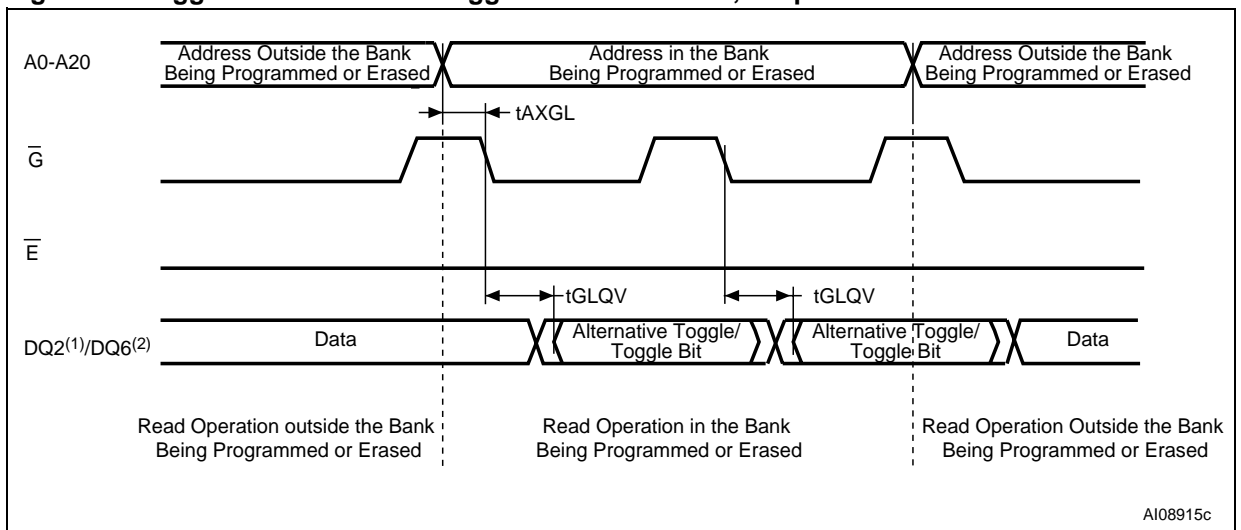 A0-A20
Address Outside the Bank
Being Programmed or Erased
Address in the Bank
Being Programmed or Erased
Address Outside the Bank
Being Programmed or Erased
tAXGL
G̅
E̅
tGLQV
tGLQV
DQ2(1)/DQ6(2)
Data
Alternative Toggle/
Toggle Bit
Alternative Toggle/
Toggle Bit
Data
Read Operation outside the Bank
Being Programmed or Erased
Read Operation in the Bank
Being Programmed or Erased
Read Operation Outside the Bank
Being Programmed or Erased
AI08915c